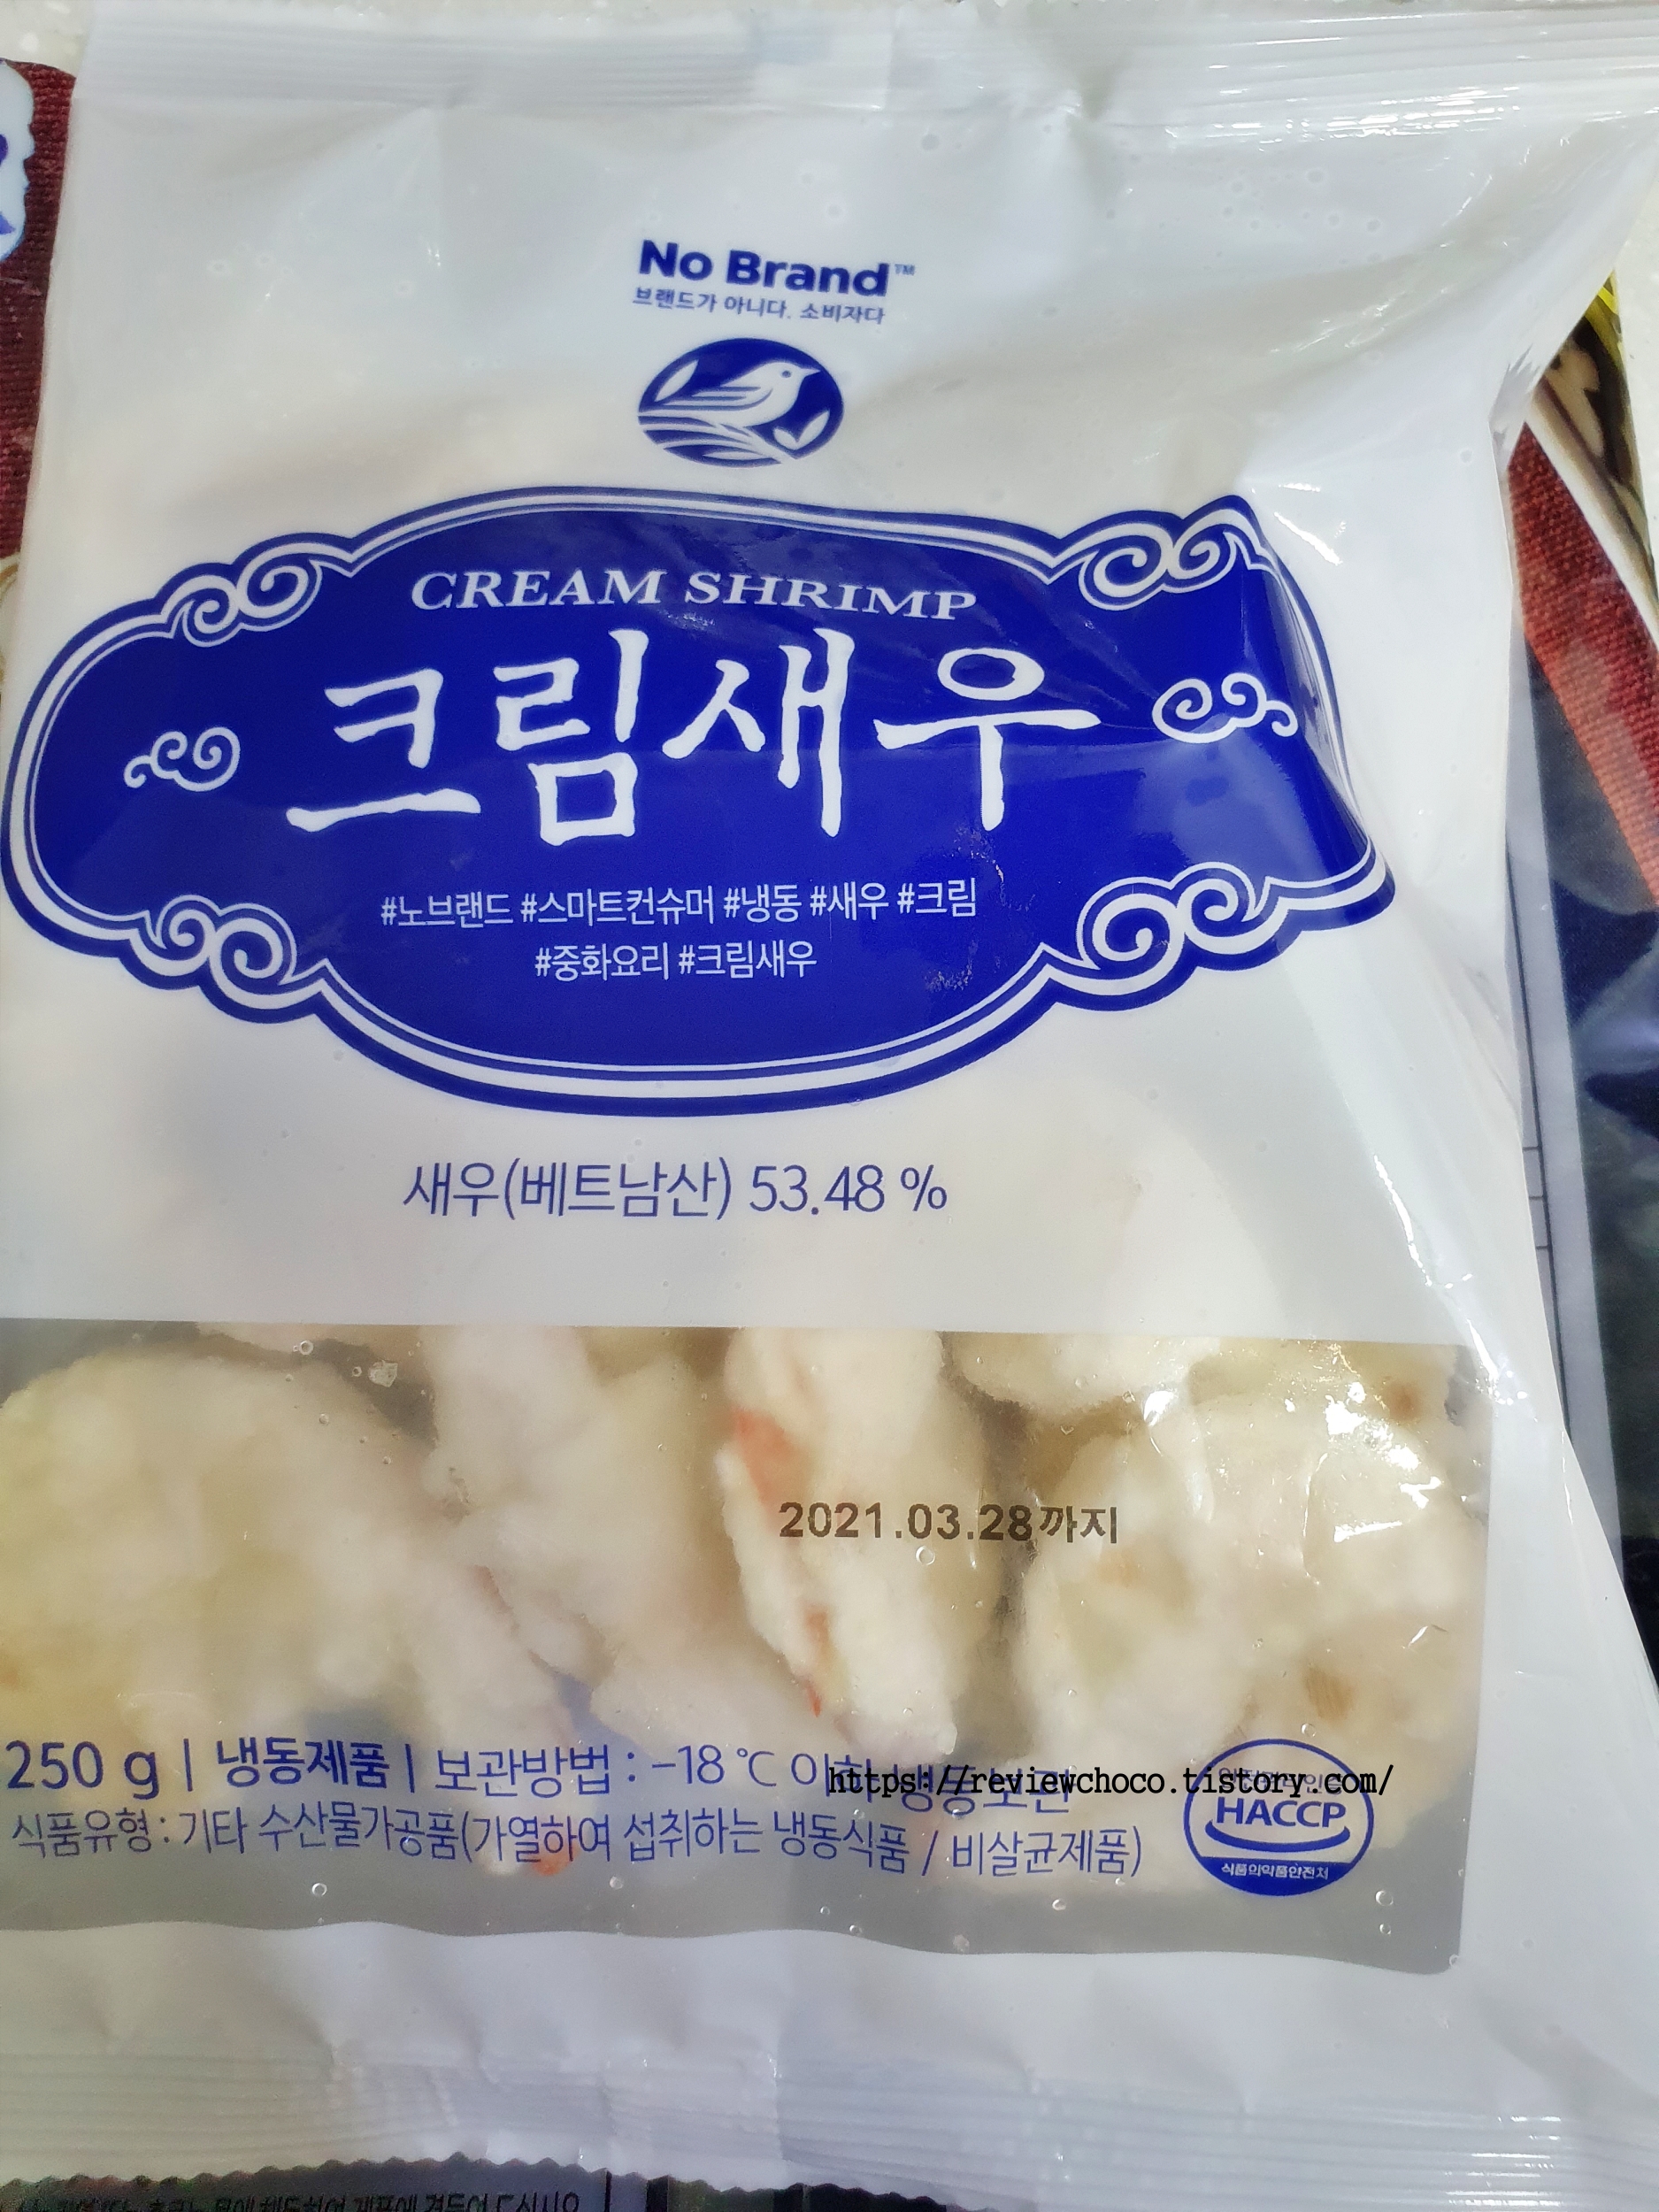 No Brand™
브랜드가 아니다. 소비자다
CREAM SHRIMP
크림새우
#노브랜드 #스마트컨슈머 #냉동 #새우 #크림
#중화요리 #크림새우
새우(베트남산) 53.48 %
2021.03.28까지
250 g | 냉동제품 | 보관방법 : -18 ℃ 이하 냉동보관
https://reviewchoco.tistory.com/
식품유형 : 기타 수산물가공품(가열하여 섭취하는 냉동식품 / 비살균제품)
HACCP
식품의약품안전처